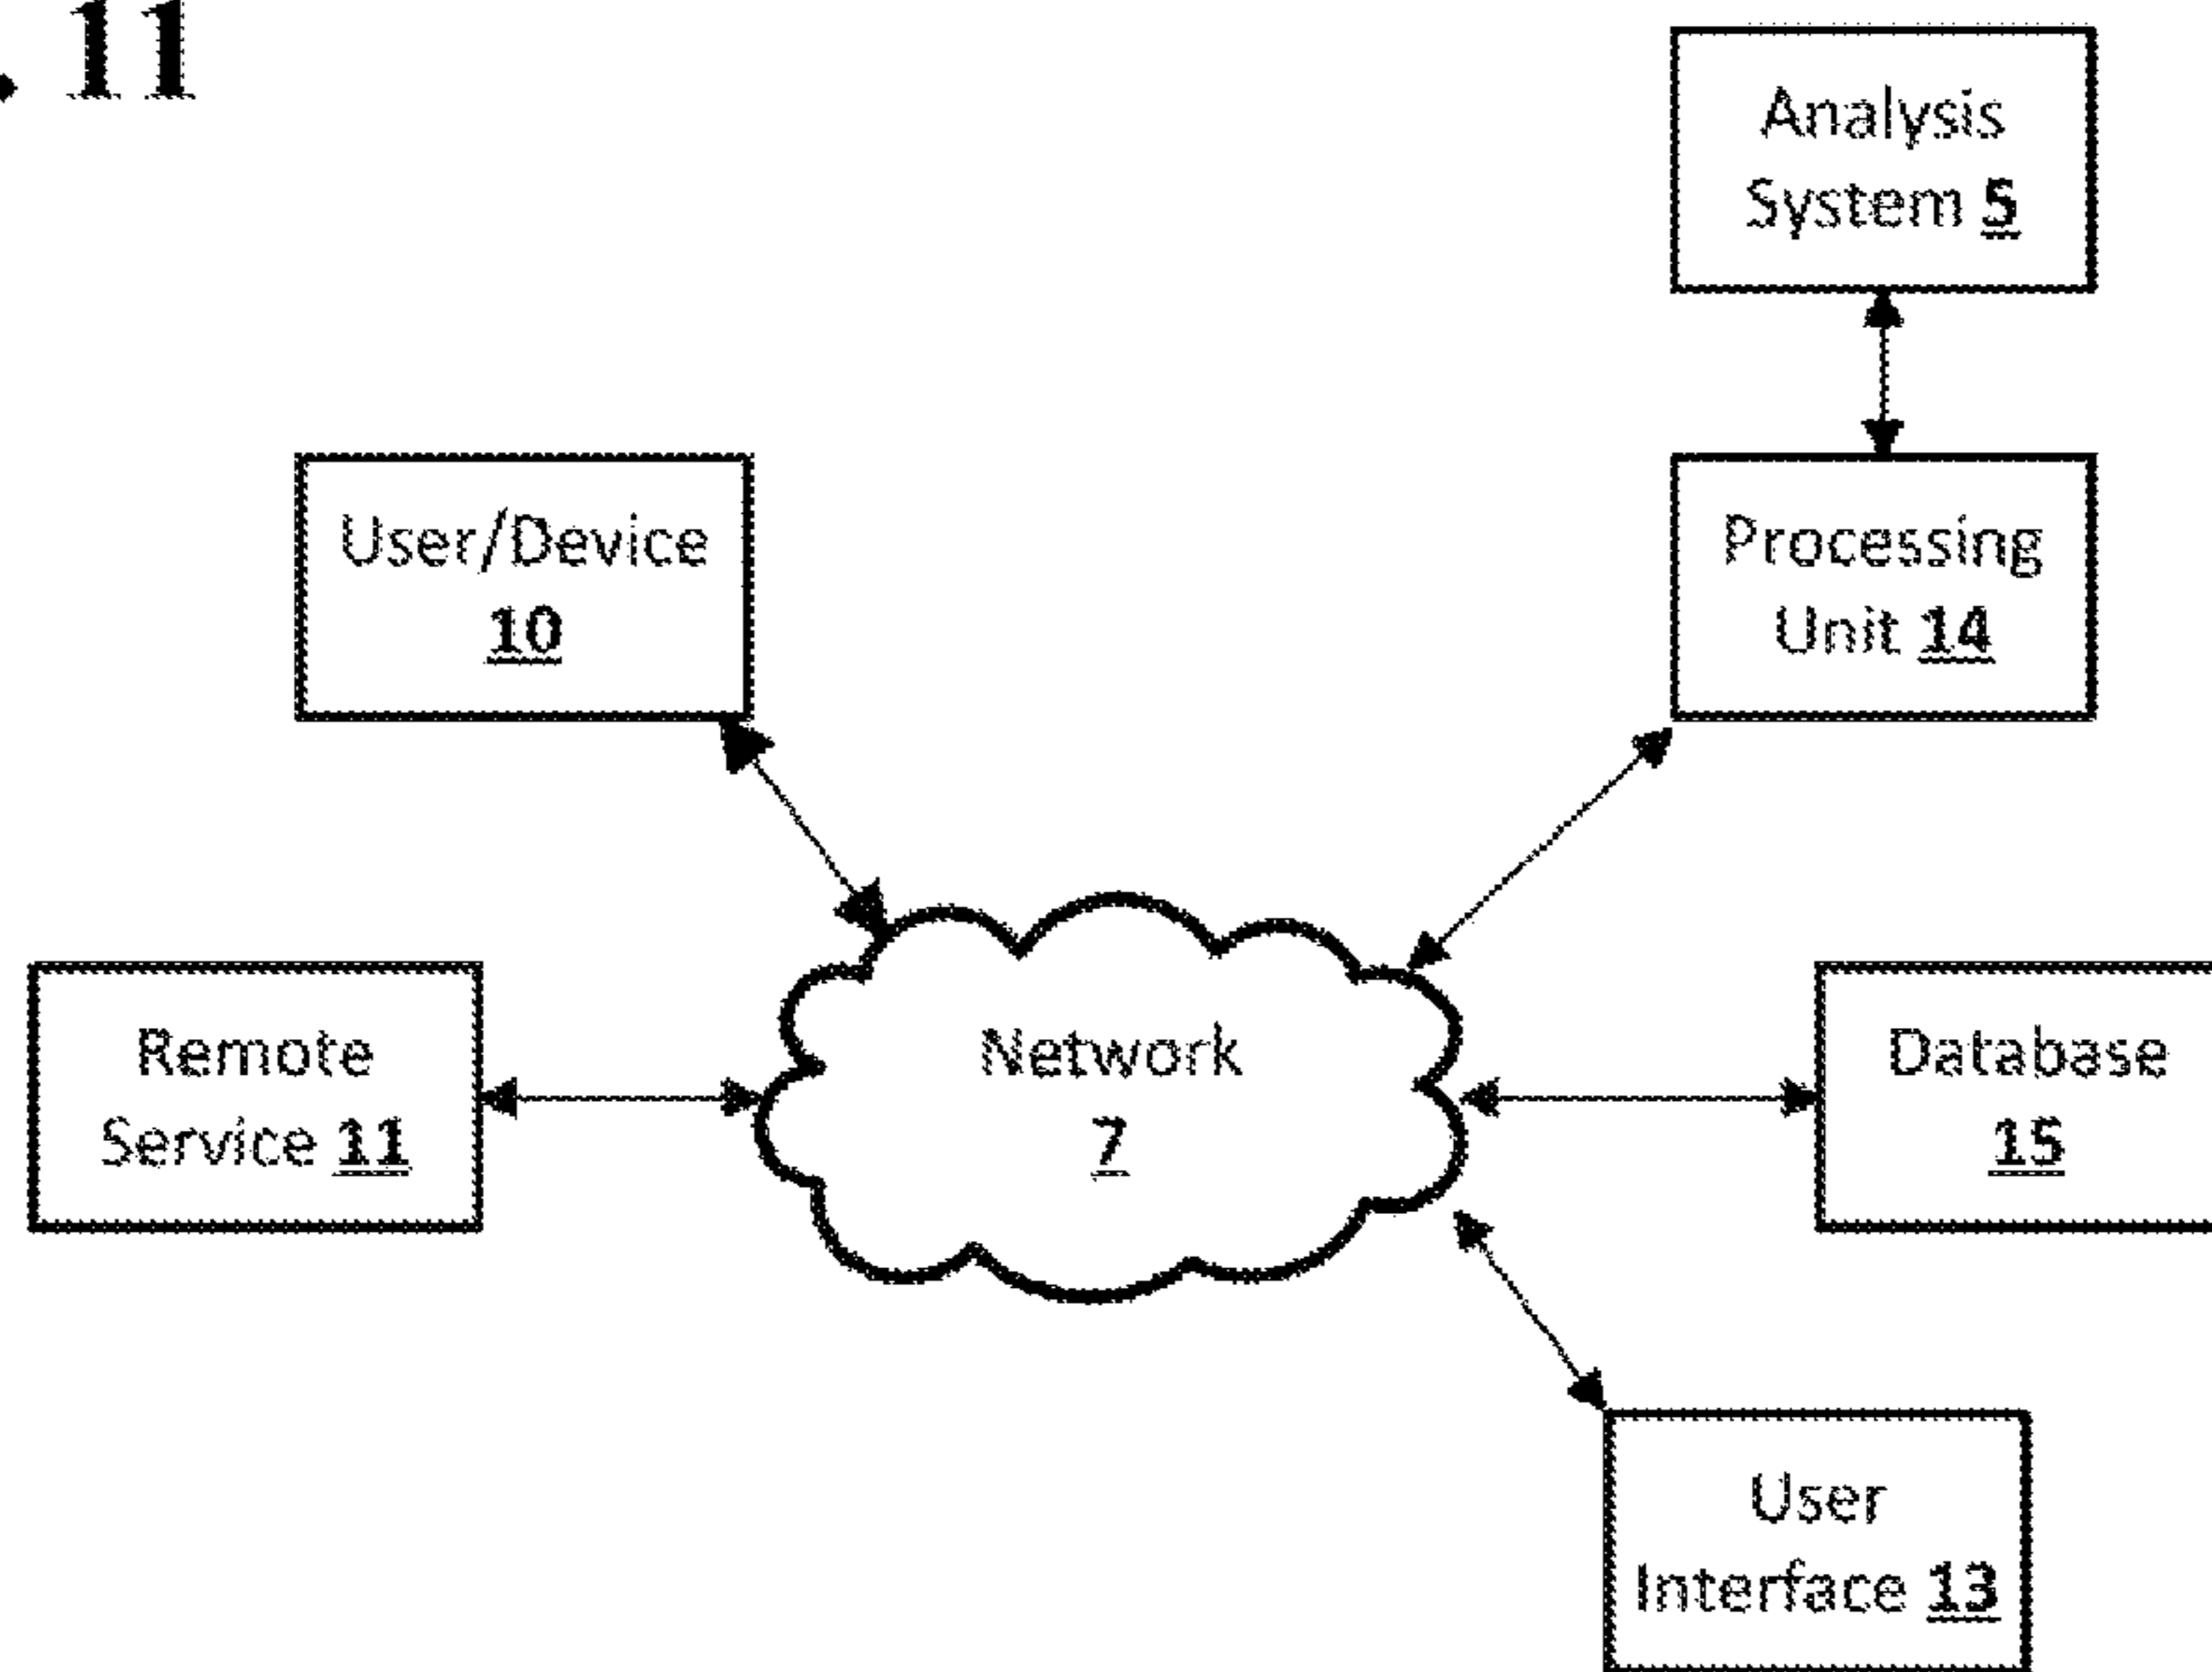 . 11
Analysis
System 5
User/Device
10
Processing
Unit 14
Remote
Service 11
Network
7
Database
15
User
Interface 13